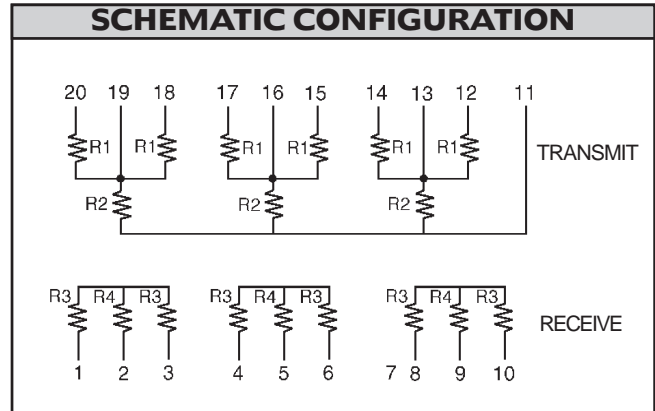 SCHEMATIC CONFIGURATION
20 19 18 17 16 15 14 13 12 11
R1 R1 R1 R1 R1 R1 TRANSMIT
R2 R2 R2
R3 R4 R3 R3 R4 R3 R3 R4 R3
RECEIVE
1 2 3 4 5 6 7 8 9 10